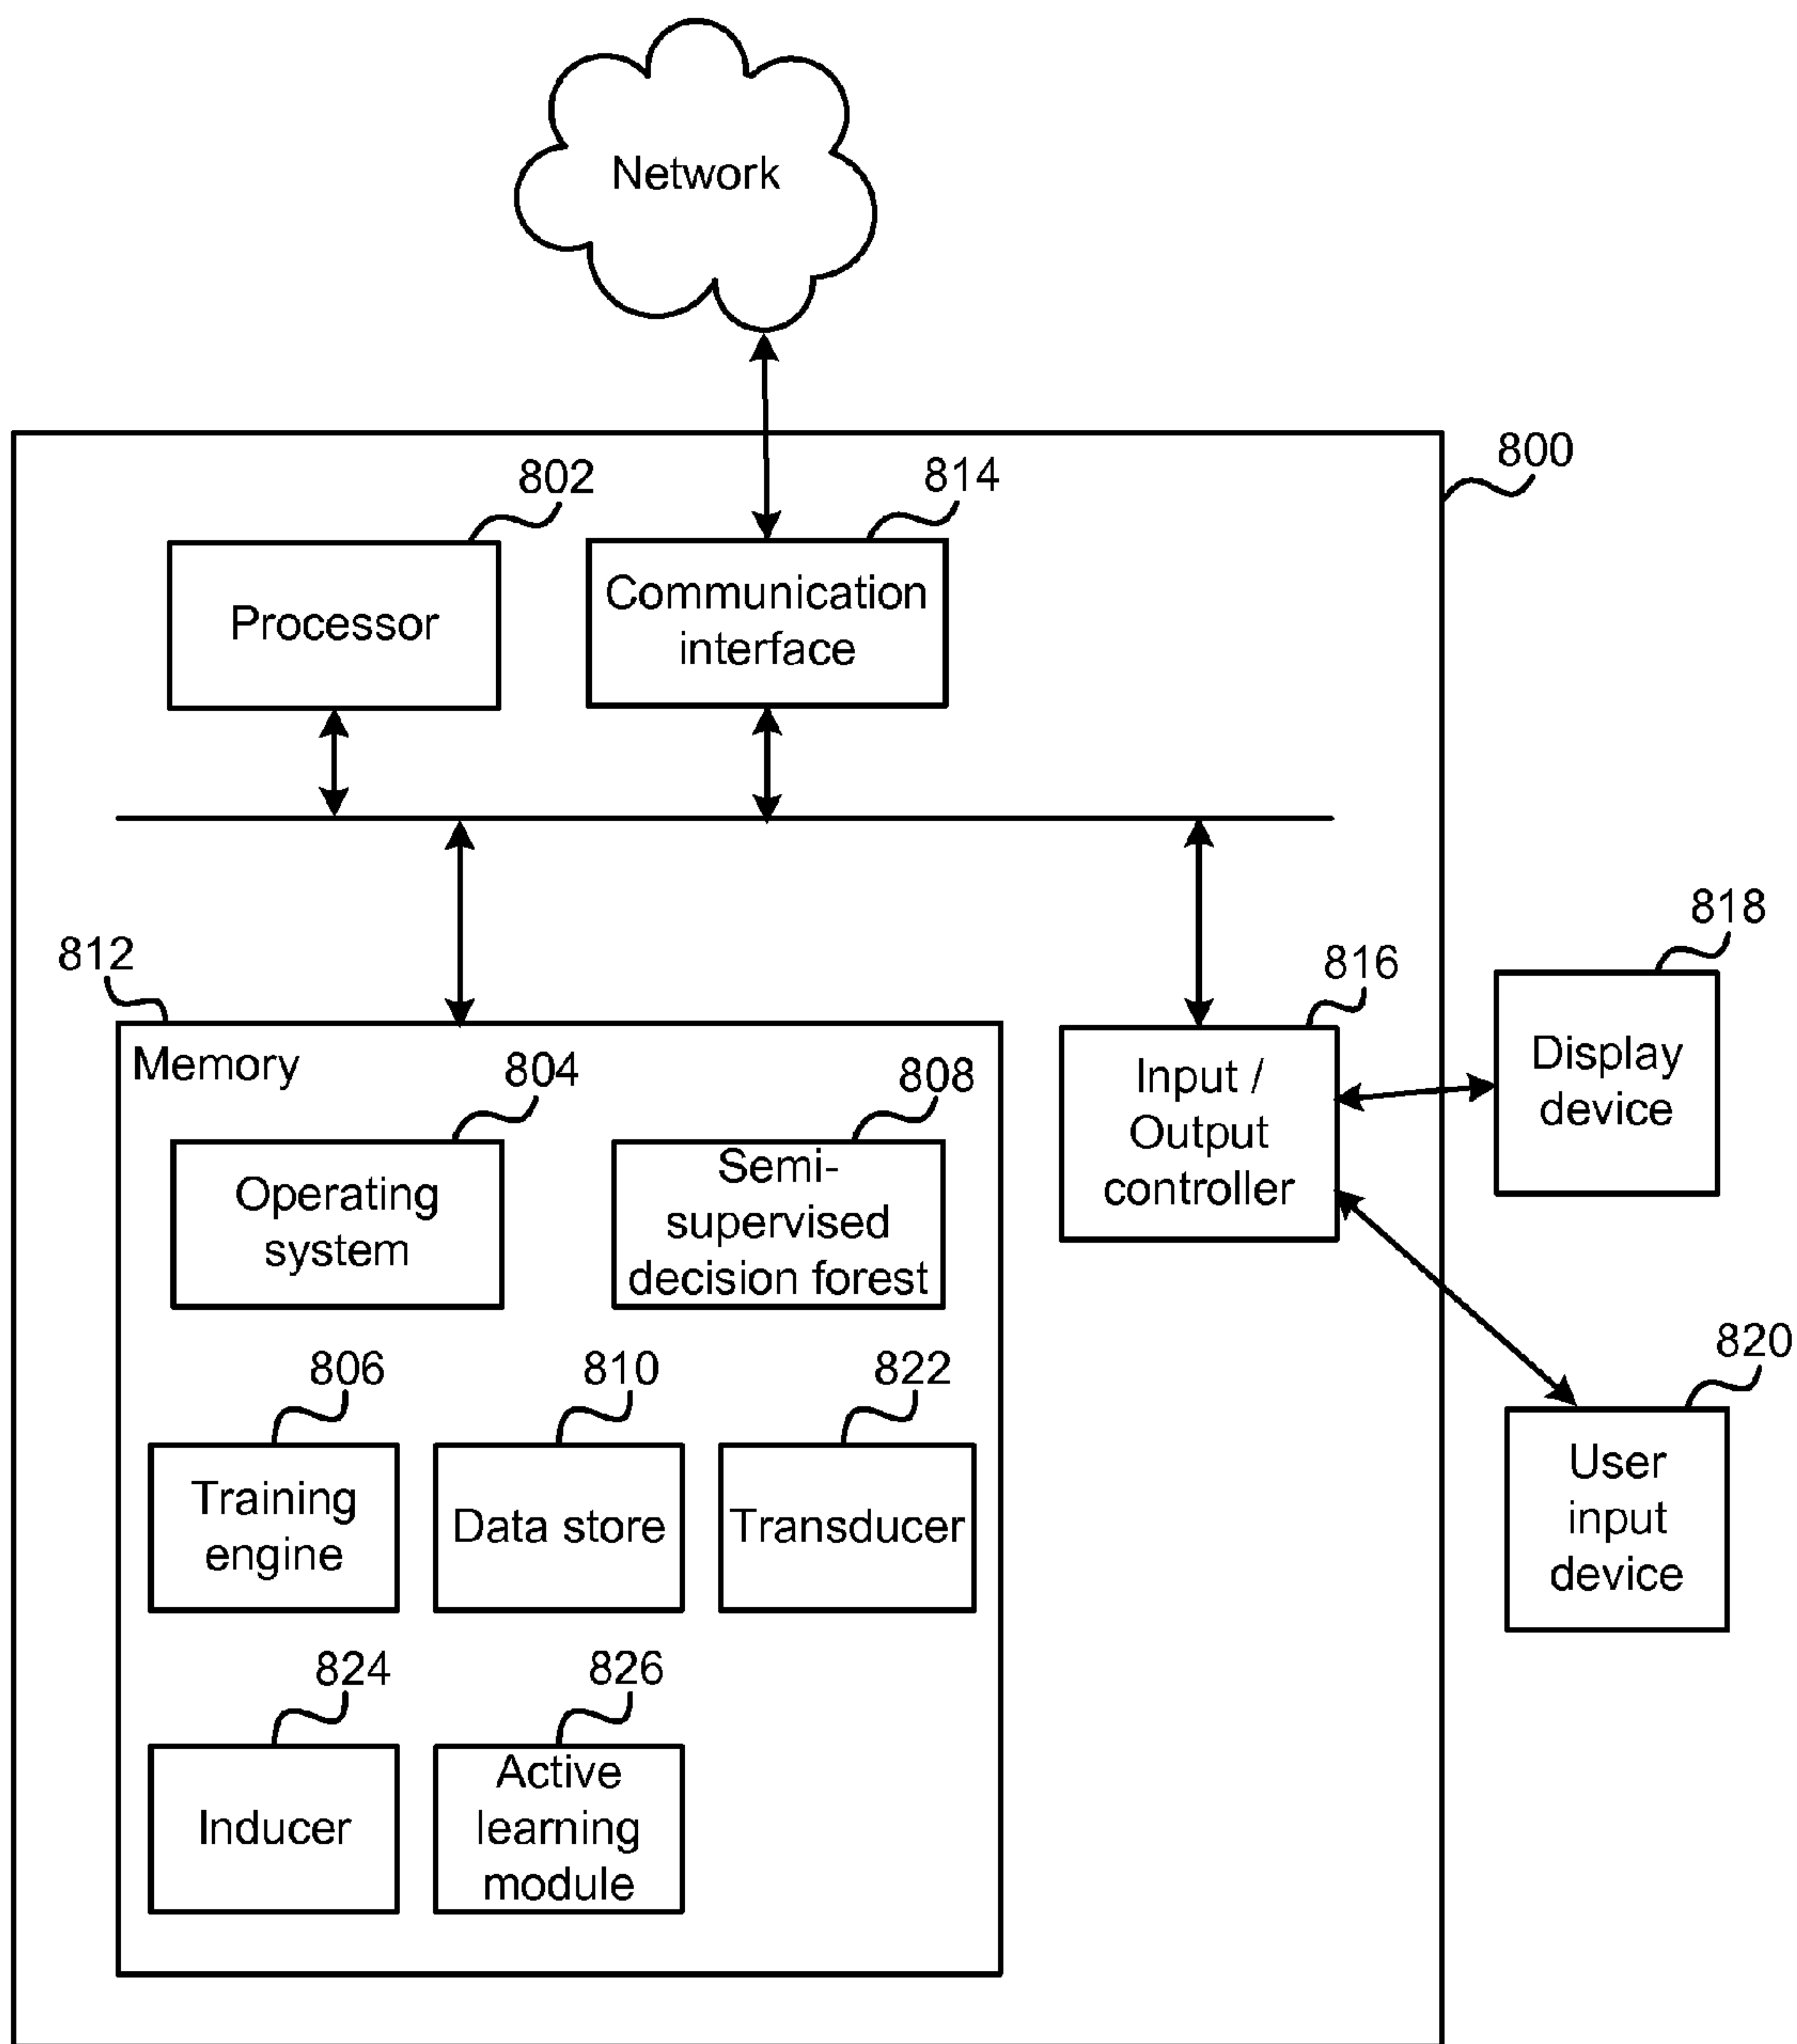 Network
800
802
814
Processor
Communication
interface
812
816
818
Memory
804
808
Operating
system
Semi-
supervised
decision forest
Input /
Output
controller
Display
device
806
810
822
820
Training
engine
Data store
Transducer
User
input
device
824
826
Inducer
Active
learning
module